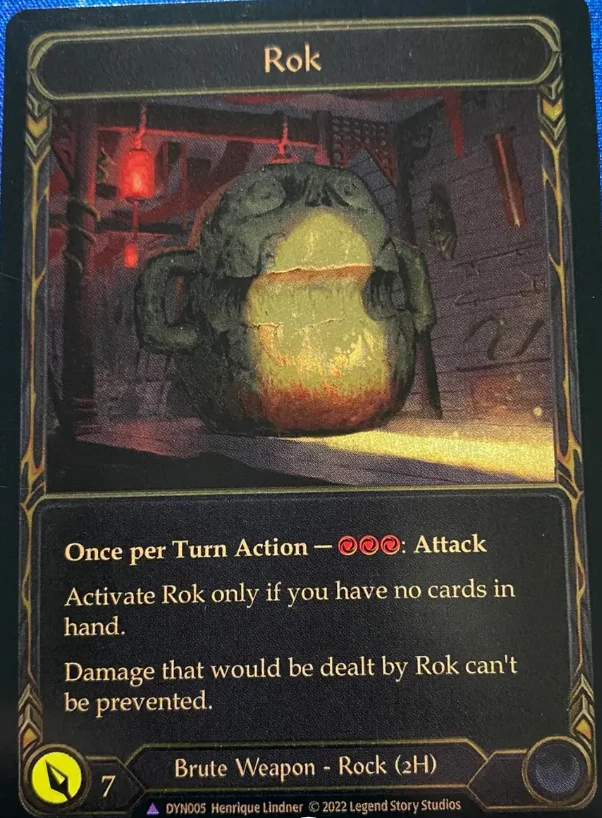 Rok
Once per Turn Action — : Attack
Activate Rok only if you have no cards in
hand.
Damage that would be dealt by Rok can't
be prevented.
7
Brute Weapon - Rock (2H)
DYN005 Henrique Lindner © 2022 Legend Story Studios